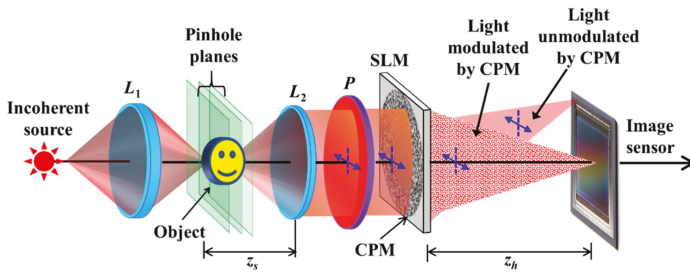 Pinhole
planes
Incoherent
source
L1
Object
zs
L2
P
SLM
CPM
Light
modulated
by CPM
Light
unmodulated
by CPM
zh
Image
sensor